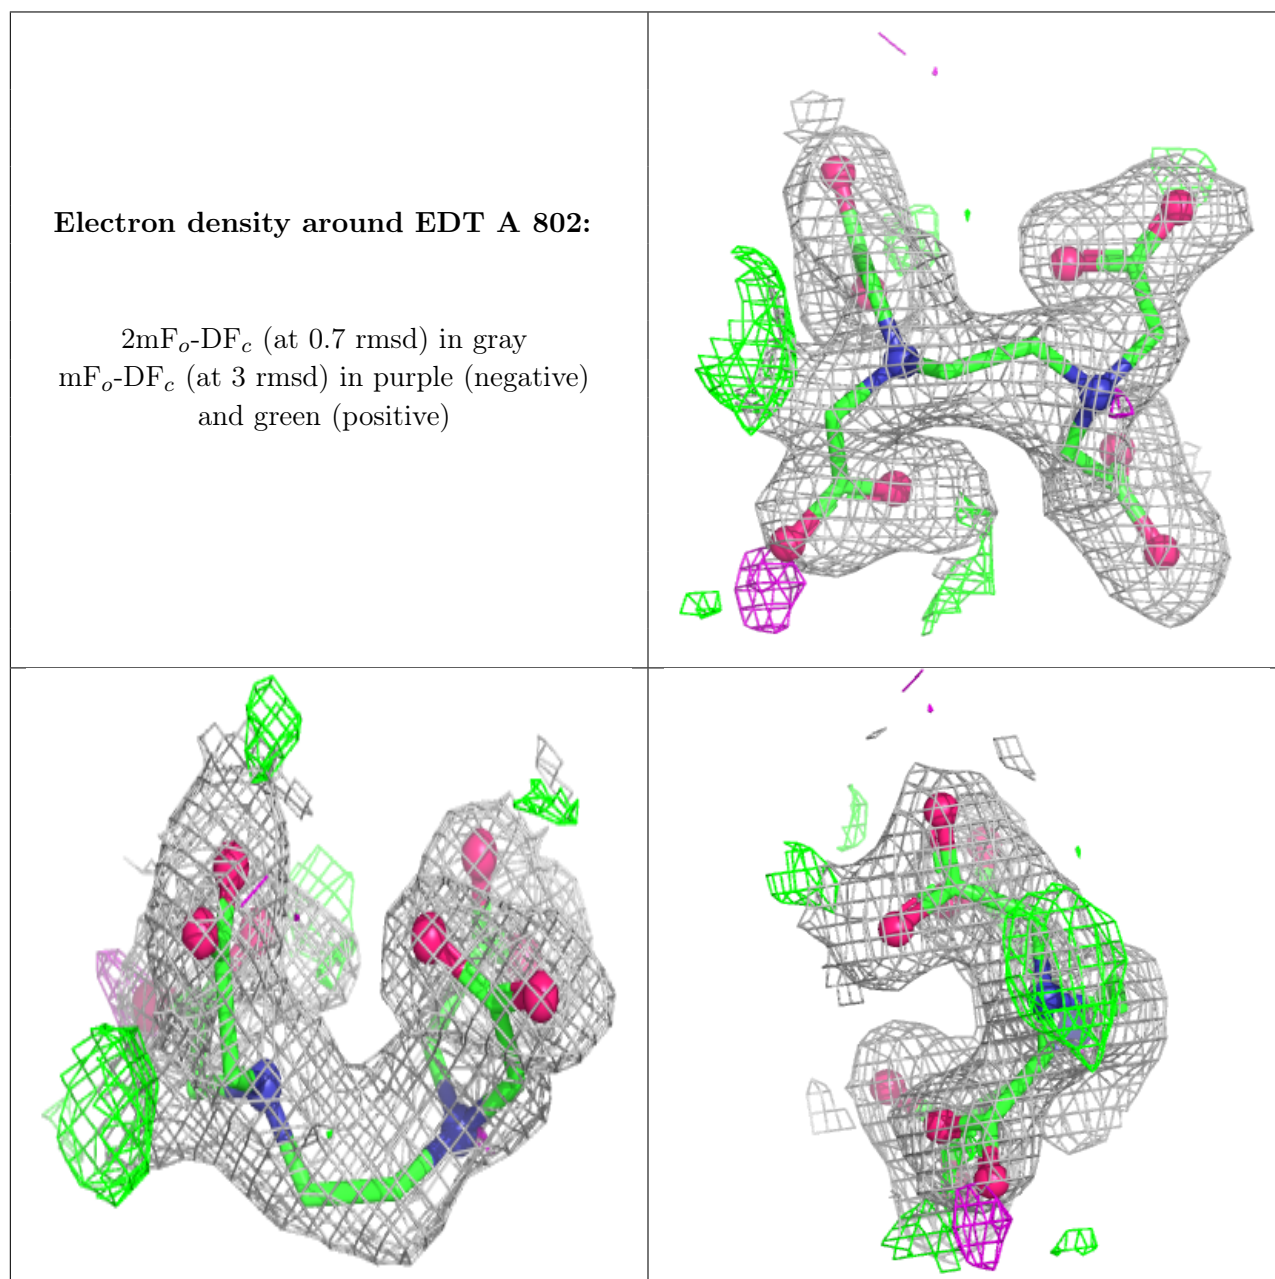 Electron density around EDT A 802:
2mFₒ-DF𝒸 (at 0.7 rmsd) in gray
mFₒ-DF𝒸 (at 3 rmsd) in purple (negative)
and green (positive)